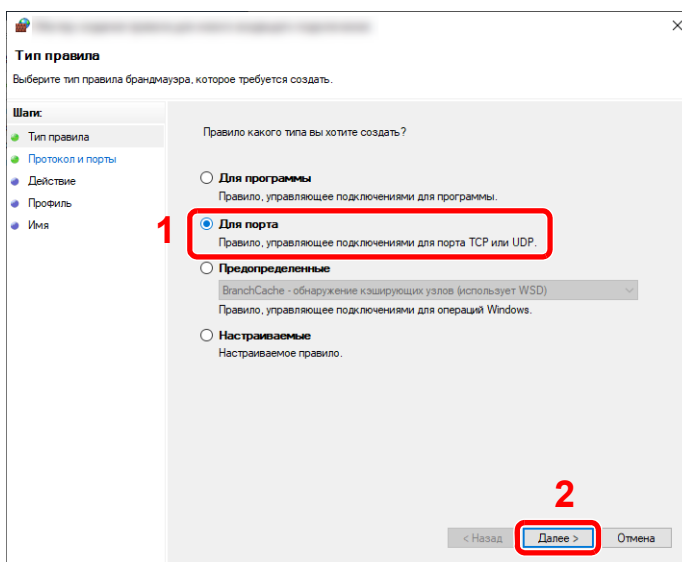 Тип правила
Выберите тип правила брандмауэра, которое требуется создать.
Шаги:
Тип правила
Протокол и порты
Действие
Профиль
Имя
Правило какого типа вы хотите создать?
Для программы
Правило, управляющее подключениями для программы.
1
Для порта
Правило, управляющее подключениями для порта TCP или UDP.
Предопределенные
BranchCache - обнаружение кэширующих узлов (использует WSD)
Правило, управляющее подключениями для операций Windows.
Настраиваемые
Настраиваемое правило.
2
< Назад
Далее >
Отмена